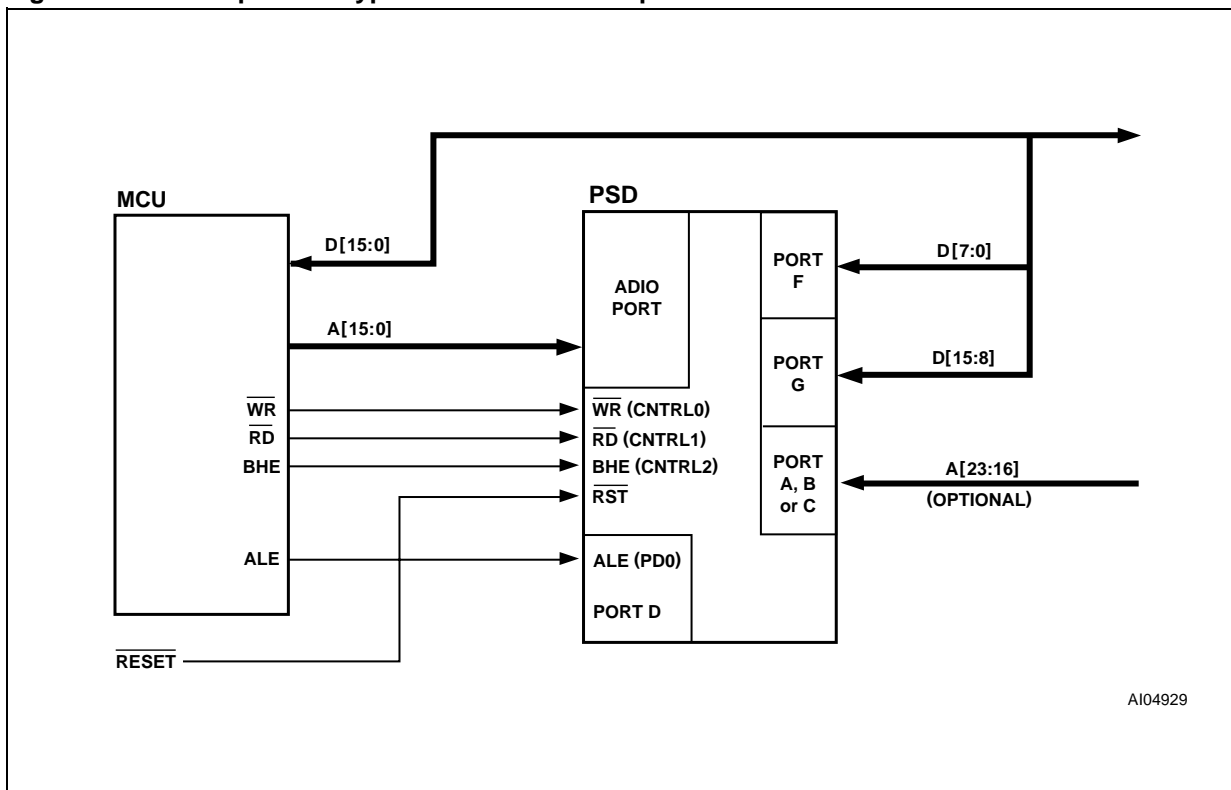 MCU
PSD
D[15:0]
A[15:0]
WR
RD
BHE
ALE
RESET
ADIO
PORT
WR (CNTRL0)
RD (CNTRL1)
BHE (CNTRL2)
RST
ALE (PD0)
PORT D
PORT
F
PORT
G
PORT
A, B
or C
D[7:0]
D[15:8]
A[23:16]
(OPTIONAL)
AI04929